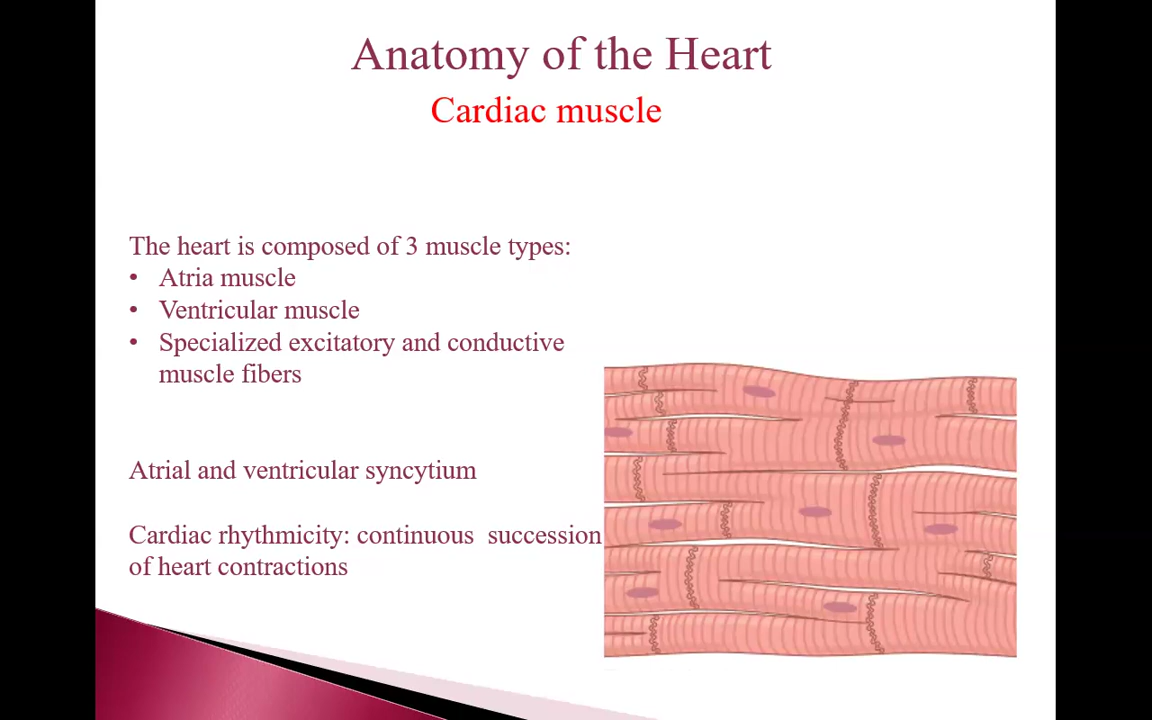 Anatomy of the Heart
Cardiac muscle
The heart is composed of 3 muscle types:
• Atria muscle
• Ventricular muscle
• Specialized excitatory and conductive
muscle fibers
Atrial and ventricular syncytium
Cardiac rhythmicity: continuous  succession
of heart contractions